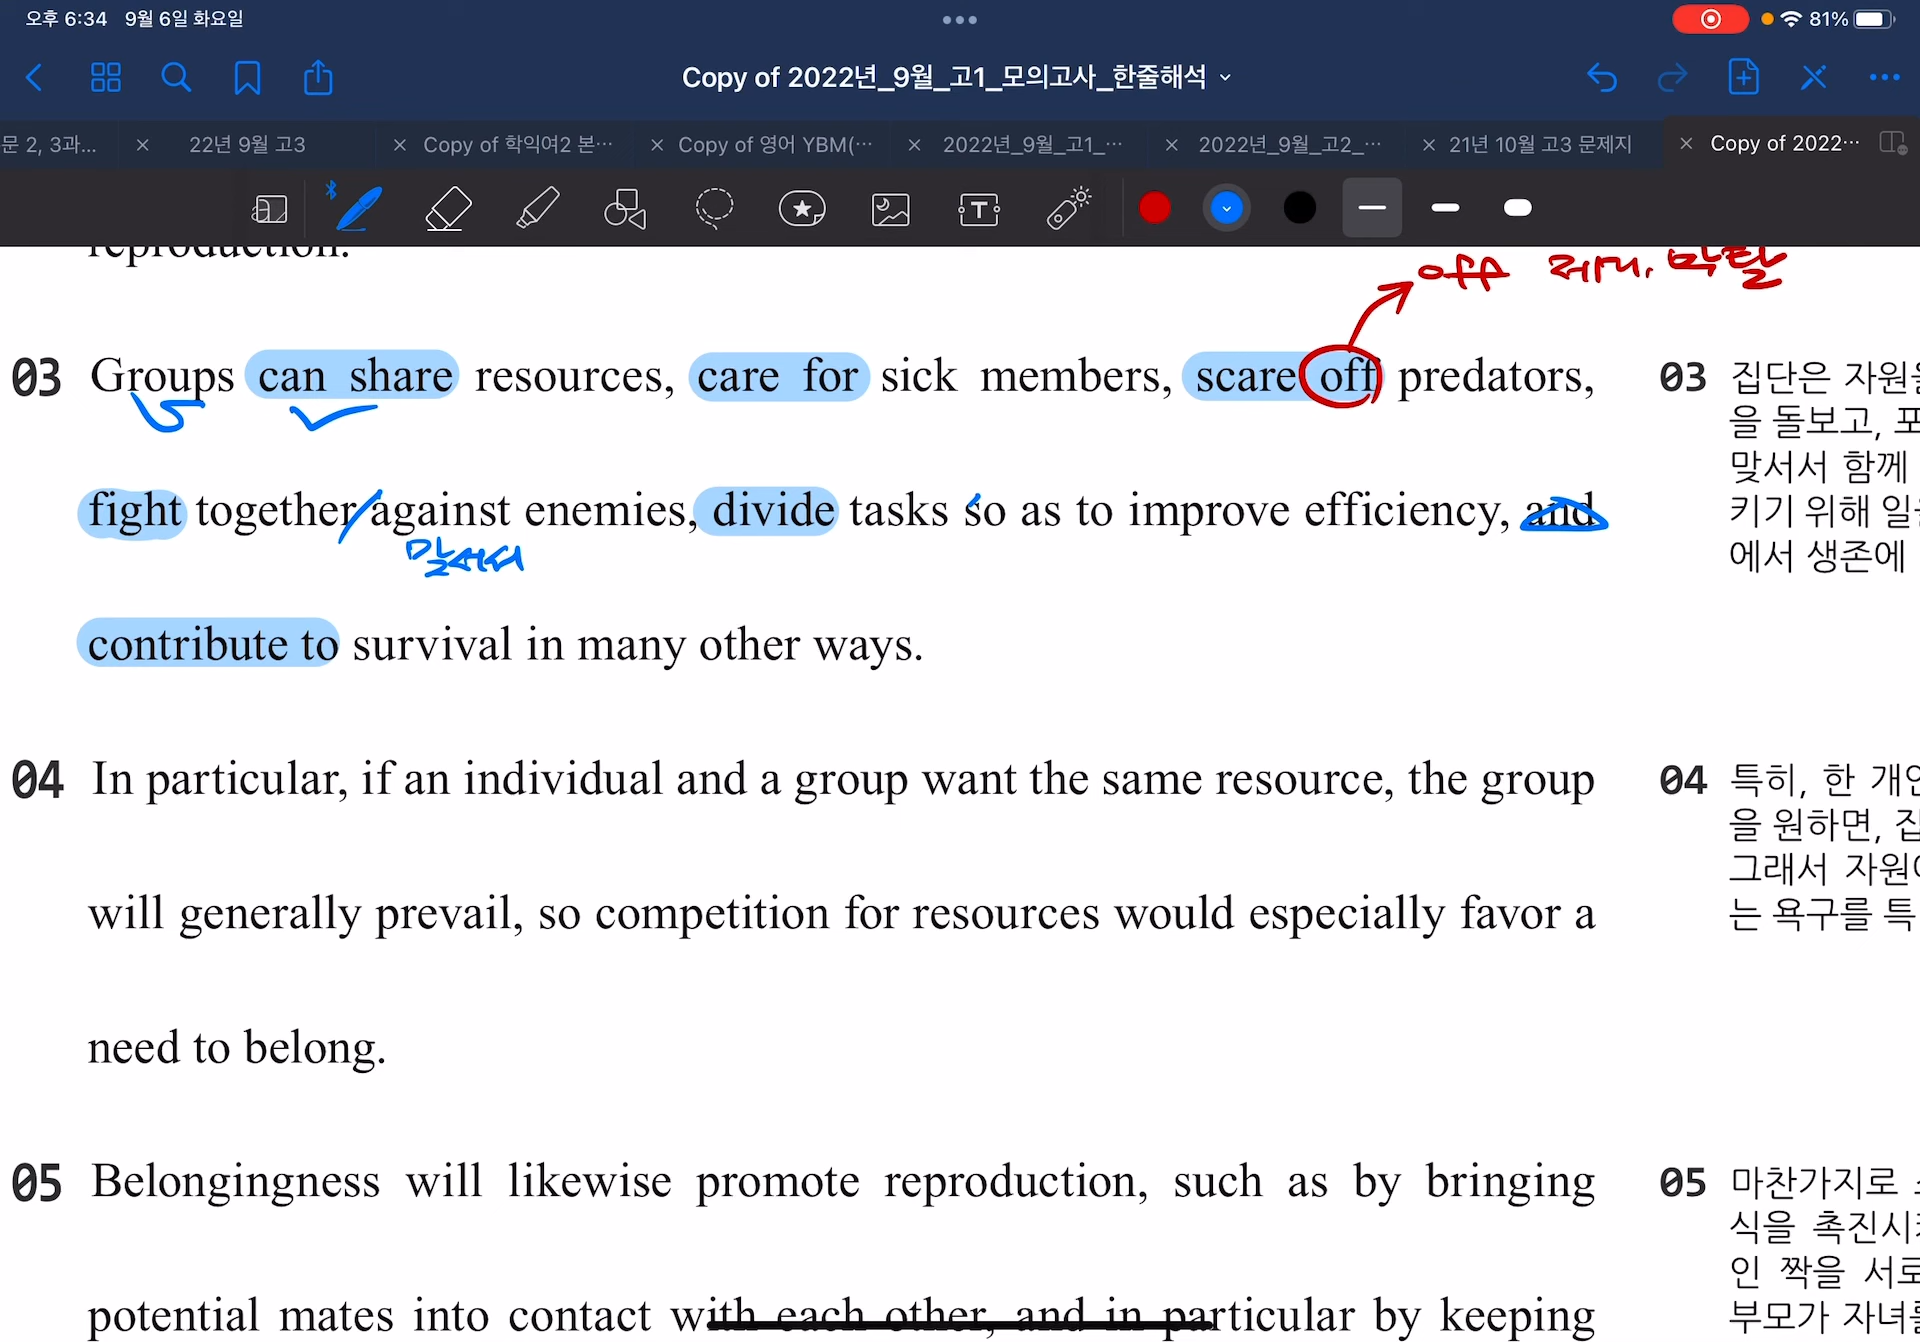 오후 6:34 9월 6일 화요일 81%
Copy of 2022년_9월_고1_모의고사_한줄해석
문 2, 3과... 22년 9월 고3 Copy of 학익여2 본... Copy of 영어 YBM(... 2022년_9월_고1_... 2022년_9월_고2_... 21년 10월 고3 문제지 Copy of 2022...
reproduction.
off 제거, 박탈
03 Groups can share resources, care for sick members, scare off predators,
fight together against enemies, divide tasks so as to improve efficiency, and
맞서서
contribute to survival in many other ways.
03 집단은 자원을
을 돌보고, 포
맞서서 함께
키기 위해 일을
에서 생존에
04 In particular, if an individual and a group want the same resource, the group
will generally prevail, so competition for resources would especially favor a
need to belong.
04 특히, 한 개인
을 원하면, 집
그래서 자원에
는 욕구를 특
05 Belongingness will likewise promote reproduction, such as by bringing
potential mates into contact with each other, and in particular by keeping
05 마찬가지로
식을 촉진시키
인 짝을 서로
부모가 자녀를